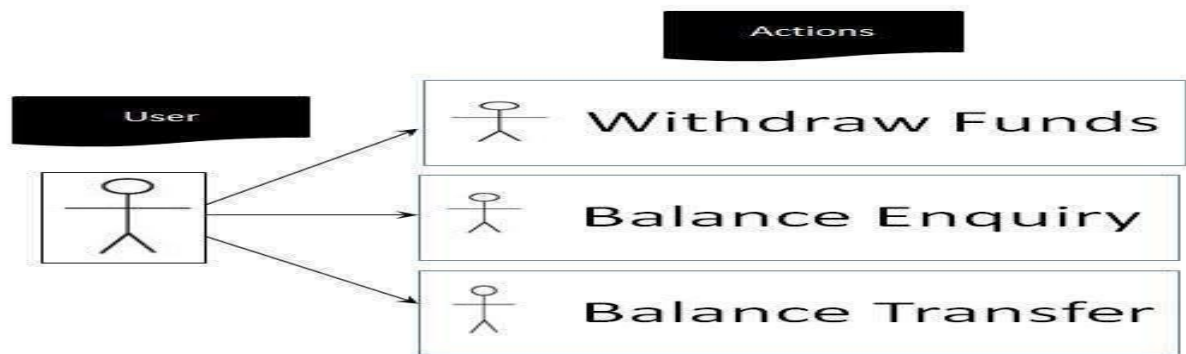 Actions
User
Withdraw Funds
Balance Enquiry
Balance Transfer